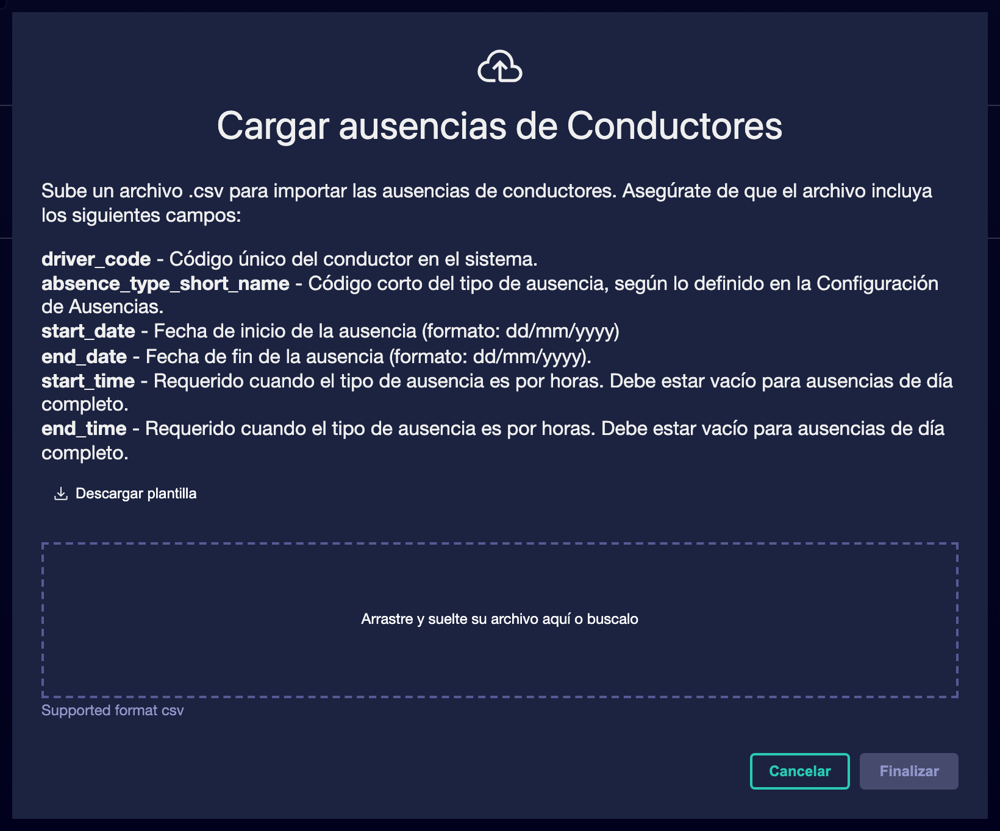 Cargar ausencias de Conductores
Sube un archivo .csv para importar las ausencias de conductores. Asegúrate de que el archivo incluya
los siguientes campos:
driver_code - Código único del conductor en el sistema.
absence_type_short_name - Código corto del tipo de ausencia, según lo definido en la Configuración
de Ausencias.
start_date - Fecha de inicio de la ausencia (formato: dd/mm/yyyy)
end_date - Fecha de fin de la ausencia (formato: dd/mm/yyyy).
start_time - Requerido cuando el tipo de ausencia es por horas. Debe estar vacío para ausencias de día
completo.
end_time - Requerido cuando el tipo de ausencia es por horas. Debe estar vacío para ausencias de día
completo.
Descargar plantilla
Arrastre y suelte su archivo aquí o buscalo
Supported format csv
Cancelar
Finalizar